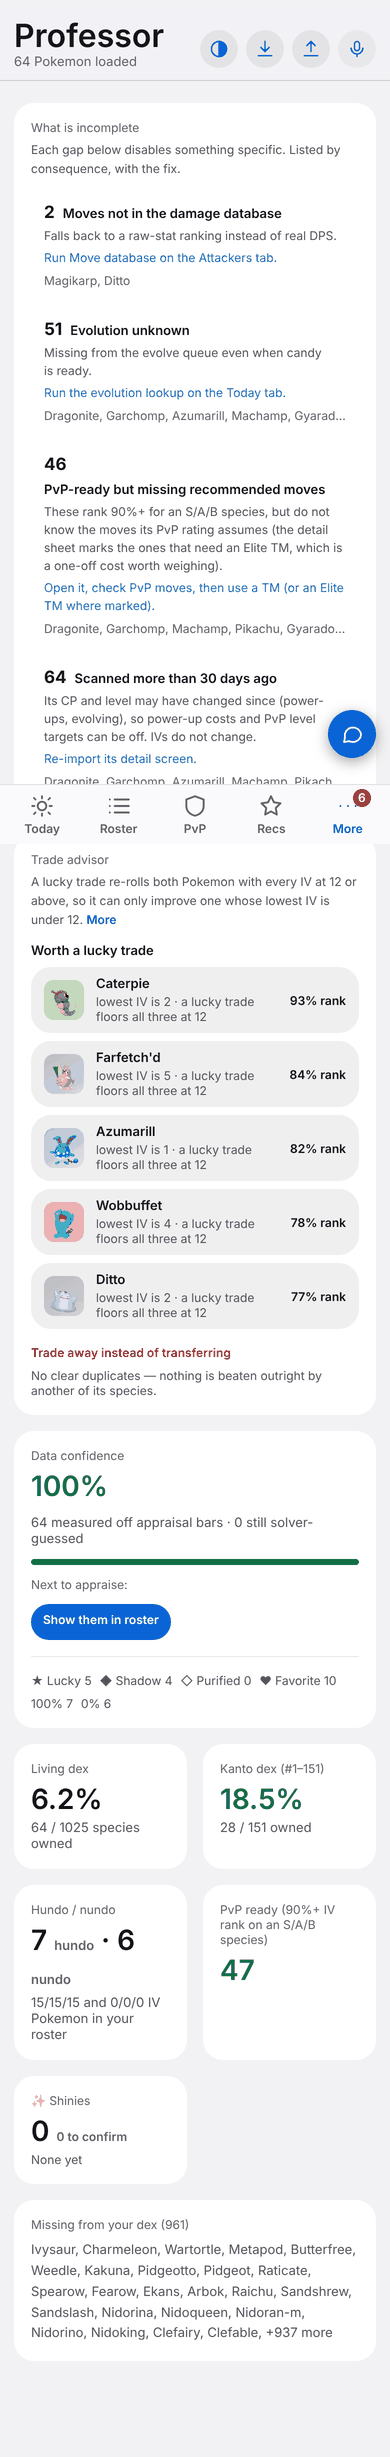 Professor
64 Pokemon loaded
What is incomplete
Each gap below disables something specific. Listed by
consequence, with the fix.
2 Moves not in the damage database
Falls back to a raw-stat ranking instead of real DPS.
Run Move database on the Attackers tab.
Magikarp, Ditto
51 Evolution unknown
Missing from the evolve queue even when candy
is ready.
Run the evolution lookup on the Today tab.
Dragonite, Garchomp, Azumarill, Machamp, Gyarad...
46
PvP-ready but missing recommended moves
These rank 90%+ for an S/A/B species, but do not
know the moves its PvP rating assumes (the detail
sheet marks the ones that need an Elite TM, which is
a one-off cost worth weighing).
Open it, check PvP moves, then use a TM (or an Elite
TM where marked).
Dragonite, Garchomp, Machamp, Pikachu, Gyarado...
64 Scanned more than 30 days ago
Its CP and level may have changed since (power-
ups, evolving), so power-up costs and PvP level
targets can be off. IVs do not change.
Re-import its detail screen.
Dragonite, Garchomp, Azumarill, Machamp, Pikach
Today
Roster
PvP
Recs
6
More
Trade advisor
A lucky trade re-rolls both Pokemon with every IV at 12 or
above, so it can only improve one whose lowest IV is
under 12. More
Worth a lucky trade
Caterpie
lowest IV is 2 · a lucky trade
floors all three at 12
93% rank
Farfetch'd
lowest IV is 5 · a lucky trade
floors all three at 12
84% rank
Azumarill
lowest IV is 1 · a lucky trade
floors all three at 12
82% rank
Wobbuffet
lowest IV is 4 · a lucky trade
floors all three at 12
78% rank
Ditto
lowest IV is 2 · a lucky trade
floors all three at 12
77% rank
Trade away instead of transferring
No clear duplicates — nothing is beaten outright by
another of its species.
Data confidence
100%
64 measured off appraisal bars · 0 still solver-
guessed
Next to appraise:
Show them in roster
★ Lucky 5 ◆ Shadow 4 ◇ Purified 0 ♥ Favorite 10
100% 7 0% 6
Living dex
6.2%
64 / 1025 species
owned
Kanto dex (#1–151)
18.5%
28 / 151 owned
Hundo / nundo
7 hundo · 6
nundo
15/15/15 and 0/0/0 IV
Pokemon in your
roster
PvP ready (90%+ IV
rank on an S/A/B
species)
47
✨ Shinies
0 0 to confirm
None yet
Missing from your dex (961)
Ivysaur, Charmeleon, Wartortle, Metapod, Butterfree,
Weedle, Kakuna, Pidgeotto, Pidgeot, Raticate,
Spearow, Fearow, Ekans, Arbok, Raichu, Sandshrew,
Sandslash, Nidorina, Nidoqueen, Nidoran-m,
Nidorino, Nidoking, Clefairy, Clefable, +937 more